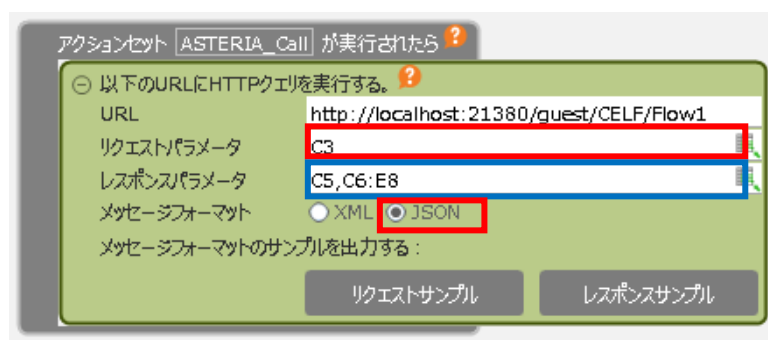 アクションセット ASTERIA_Call が実行されたら ?
以下のURLにHTTPクエリを実行する。 ?
URL http://localhost:21380/guest/CELF/Flow1
リクエストパラメータ C3
レスポンスパラメータ C5,C6:E8
メッセージフォーマット XML JSON
メッセージフォーマットのサンプルを出力する :
リクエストサンプル レスポンスサンプル